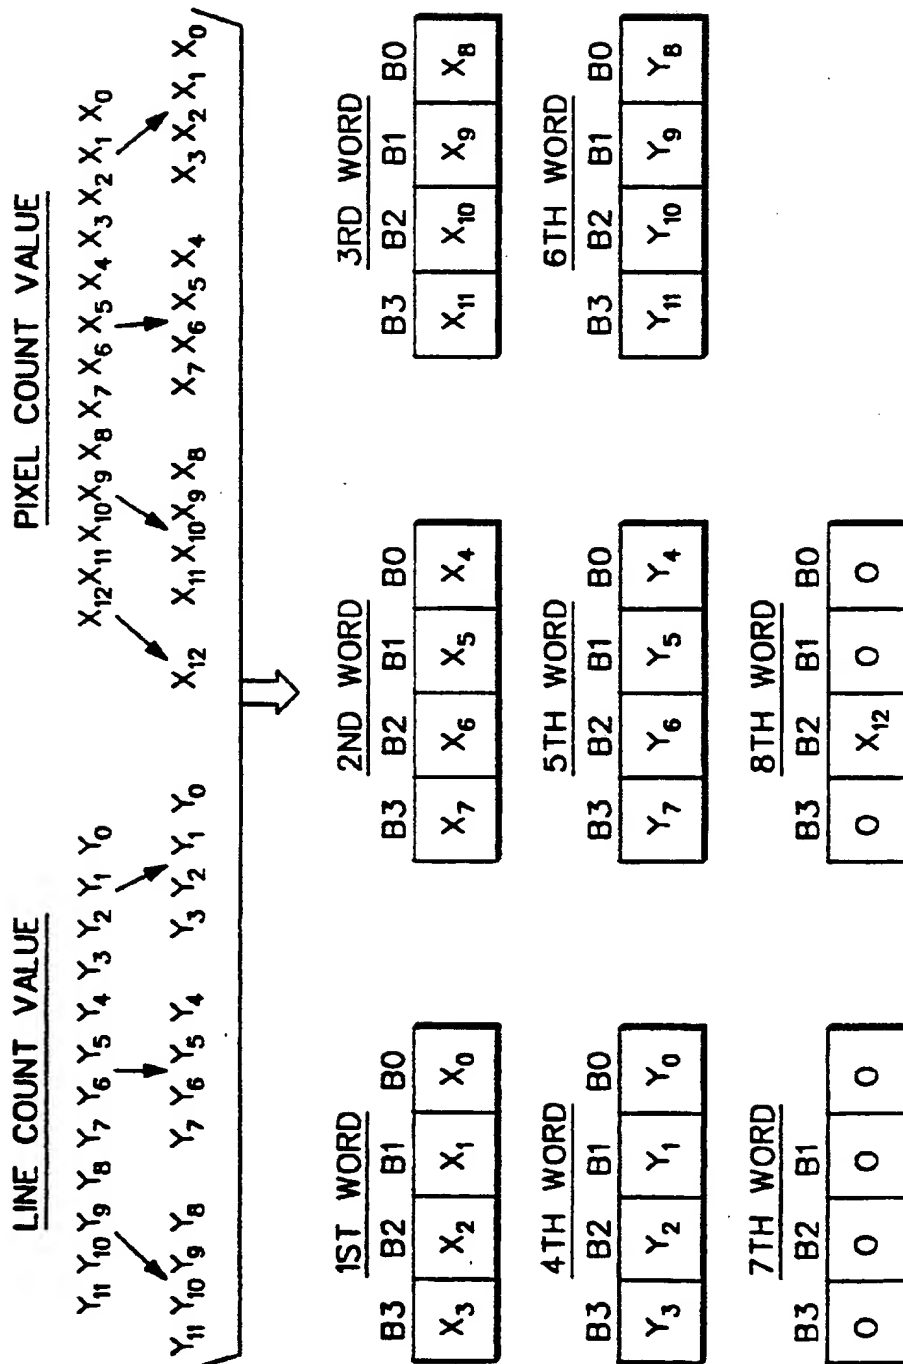 LINE COUNT VALUE
PIXEL COUNT VALUE
Y11 Y10 Y9 Y8 Y7 Y6 Y5 Y4 Y3 Y2 Y1 Y0
X12 X11 X10 X9 X8 X7 X6 X5 X4 X3 X2 X1 X0
Y11 Y10 Y9 Y8 Y7 Y6 Y5 Y4 Y3 Y2 Y1 Y0
X12 X11 X10 X9 X8 X7 X6 X5 X4 X3 X2 X1 X0
1ST WORD
B3 B2 B1 B0
X3 X2 X1 X0
2ND WORD
B3 B2 B1 B0
X7 X6 X5 X4
3RD WORD
B3 B2 B1 B0
X11 X10 X9 X8
4TH WORD
B3 B2 B1 B0
Y3 Y2 Y1 Y0
5TH WORD
B3 B2 B1 B0
Y7 Y6 Y5 Y4
6TH WORD
B3 B2 B1 B0
Y11 Y10 Y9 Y8
7TH WORD
B3 B2 B1
0 0 0 0
8TH WORD
B3 B2 B1 B0
0 X12 0 0